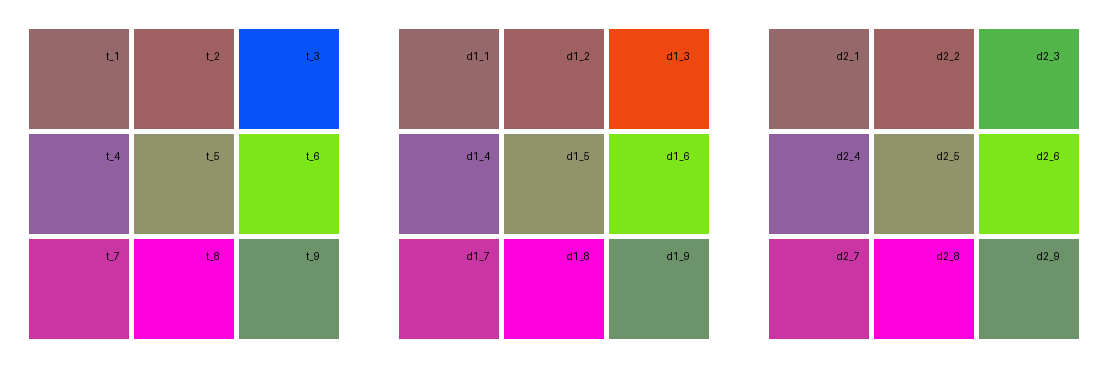 t_1 t_2 t_3 d1_1 d1_2 d1_3 d2_1 d2_2 d2_3
t_4 t_5 t_6 d1_4 d1_5 d1_6 d2_4 d2_5 d2_6
t_7 t_8 t_9 d1_7 d1_8 d1_9 d2_7 d2_8 d2_9